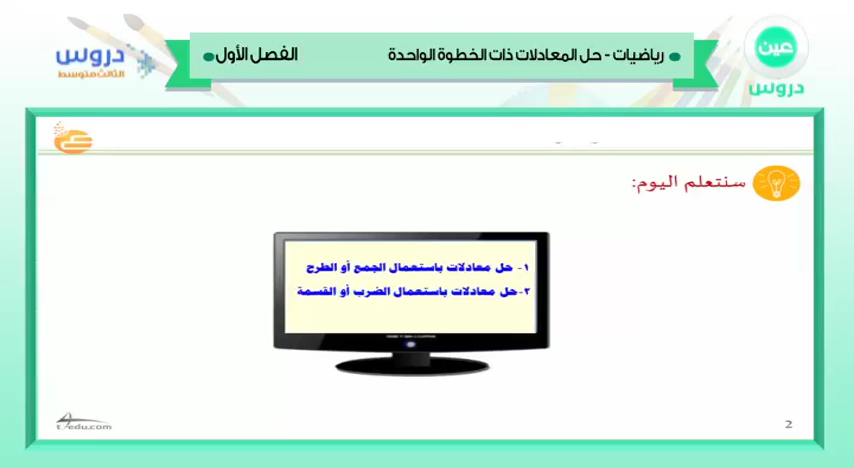 رياضيات - حل المعادلات ذات الخطوة الواحدة
الفصل الأول
عين
دروس
دروس
الثالث متوسط
سنتعلم اليوم:
١- حل معادلات باستعمال الجمع أو الطرح
٢-حل معادلات باستعمال الضرب أو القسمة
t4edu.com
2